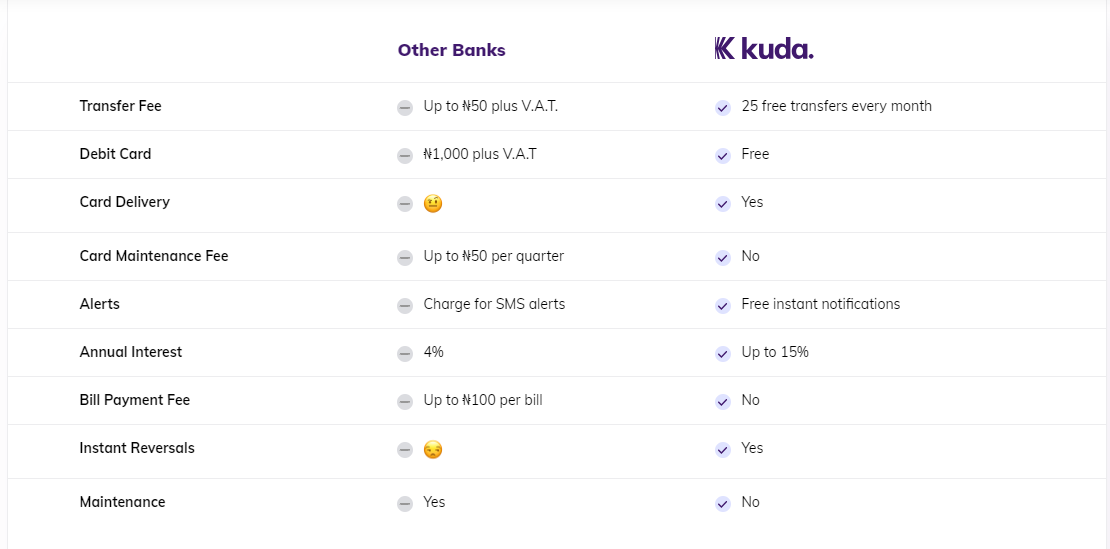 Other Banks kuda.
Transfer Fee Up to ₦50 plus V.A.T. 25 free transfers every month
Debit Card ₦1,000 plus V.A.T Free
Card Delivery 🤨 Yes
Card Maintenance Fee Up to ₦50 per quarter No
Alerts Charge for SMS alerts Free instant notifications
Annual Interest 4% Up to 15%
Bill Payment Fee Up to ₦100 per bill No
Instant Reversals 😒 Yes
Maintenance Yes No